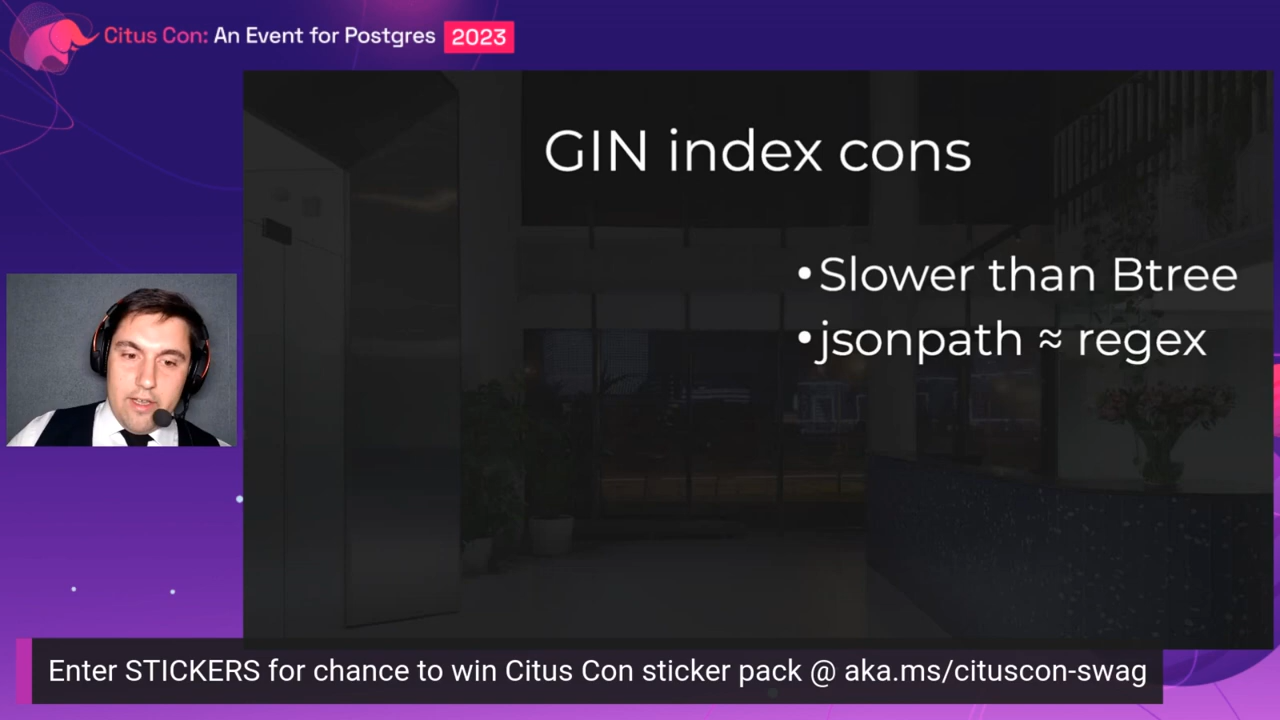 Citus Con: An Event for Postgres 2023
GIN index cons
•Slower than Btree
•jsonpath ≈ regex
Enter STICKERS for chance to win Citus Con sticker pack @ aka.ms/cituscon-swag